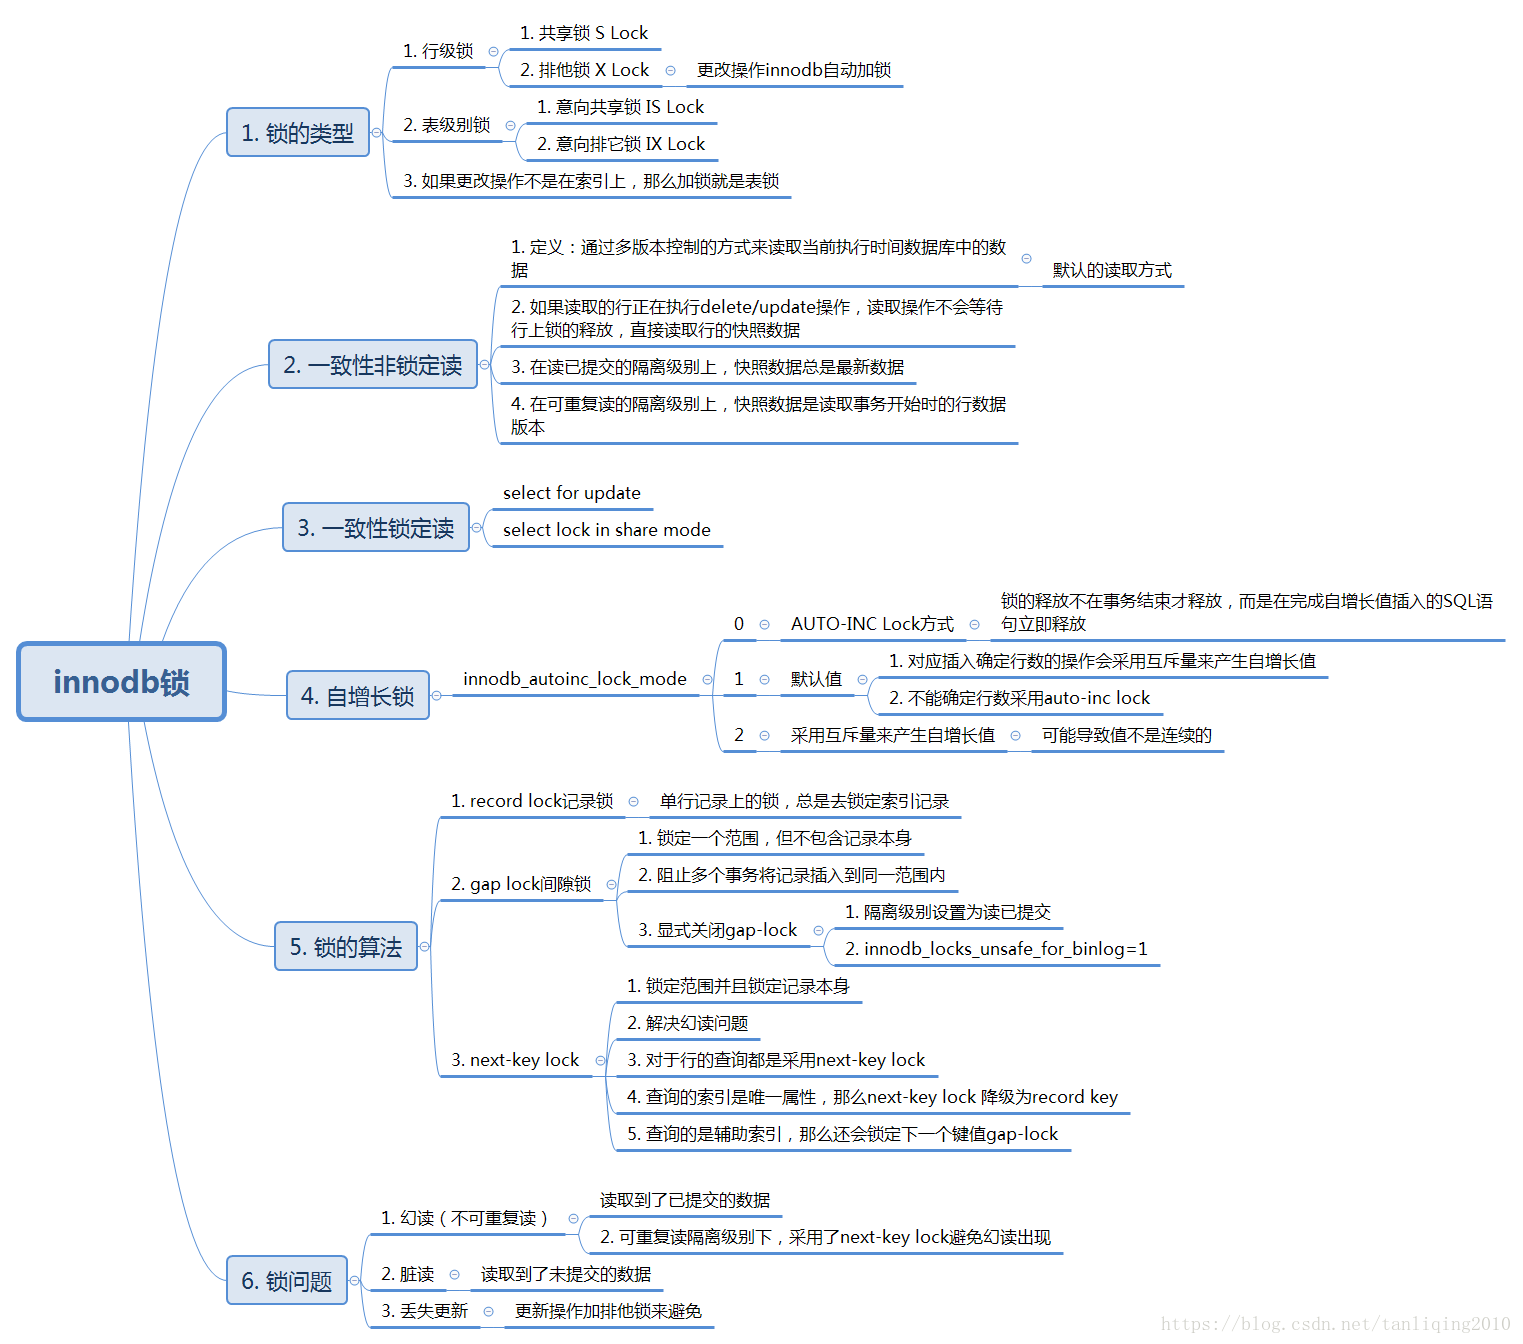 innodb锁
1. 锁的类型
1. 行级锁
1. 共享锁 S Lock
2. 排他锁 X Lock
更改操作innodb自动加锁
2. 表级别锁
1. 意向共享锁 IS Lock
2. 意向排它锁 IX Lock
3. 如果更改操作不是在索引上，那么加锁就是表锁
2. 一致性非锁定读
1. 定义：通过多版本控制的方式来读取当前执行时间数据库中的数
据
默认的读取方式
2. 如果读取的行正在执行delete/update操作，读取操作不会等待
行上锁的释放，直接读取行的快照数据
3. 在读已提交的隔离级别上，快照数据总是最新数据
4. 在可重复读的隔离级别上，快照数据是读取事务开始时的行数据
版本
3. 一致性锁定读
select for update
select lock in share mode
4. 自增长锁
innodb_autoinc_lock_mode
0
AUTO-INC Lock方式
锁的释放不在事务结束才释放，而是在完成自增长值插入的SQL语
句立即释放
1
默认值
1. 对应插入确定行数的操作会采用互斥量来产生自增长值
2. 不能确定行数采用auto-inc lock
2
采用互斥量来产生自增长值
可能导致值不是连续的
5. 锁的算法
1. record lock记录锁
单行记录上的锁，总是去锁定索引记录
2. gap lock间隙锁
1. 锁定一个范围，但不包含记录本身
2. 阻止多个事务将记录插入到同一范围内
3. 显式关闭gap-lock
1. 隔离级别设置为读已提交
2. innodb_locks_unsafe_for_binlog=1
3. next-key lock
1. 锁定范围并且锁定记录本身
2. 解决幻读问题
3. 对于行的查询都是采用next-key lock
4. 查询的索引是唯一属性，那么next-key lock 降级为record key
5. 查询的是辅助索引，那么还会锁定下一个键值gap-lock
6. 锁问题
1. 幻读（不可重复读）
读取到了已提交的数据
2. 可重复读隔离级别下，采用了next-key lock避免幻读出现
2. 脏读
读取到了未提交的数据
3. 丢失更新
更新操作加排他锁来避免
https://blog.csdn.net/tanliqing2010